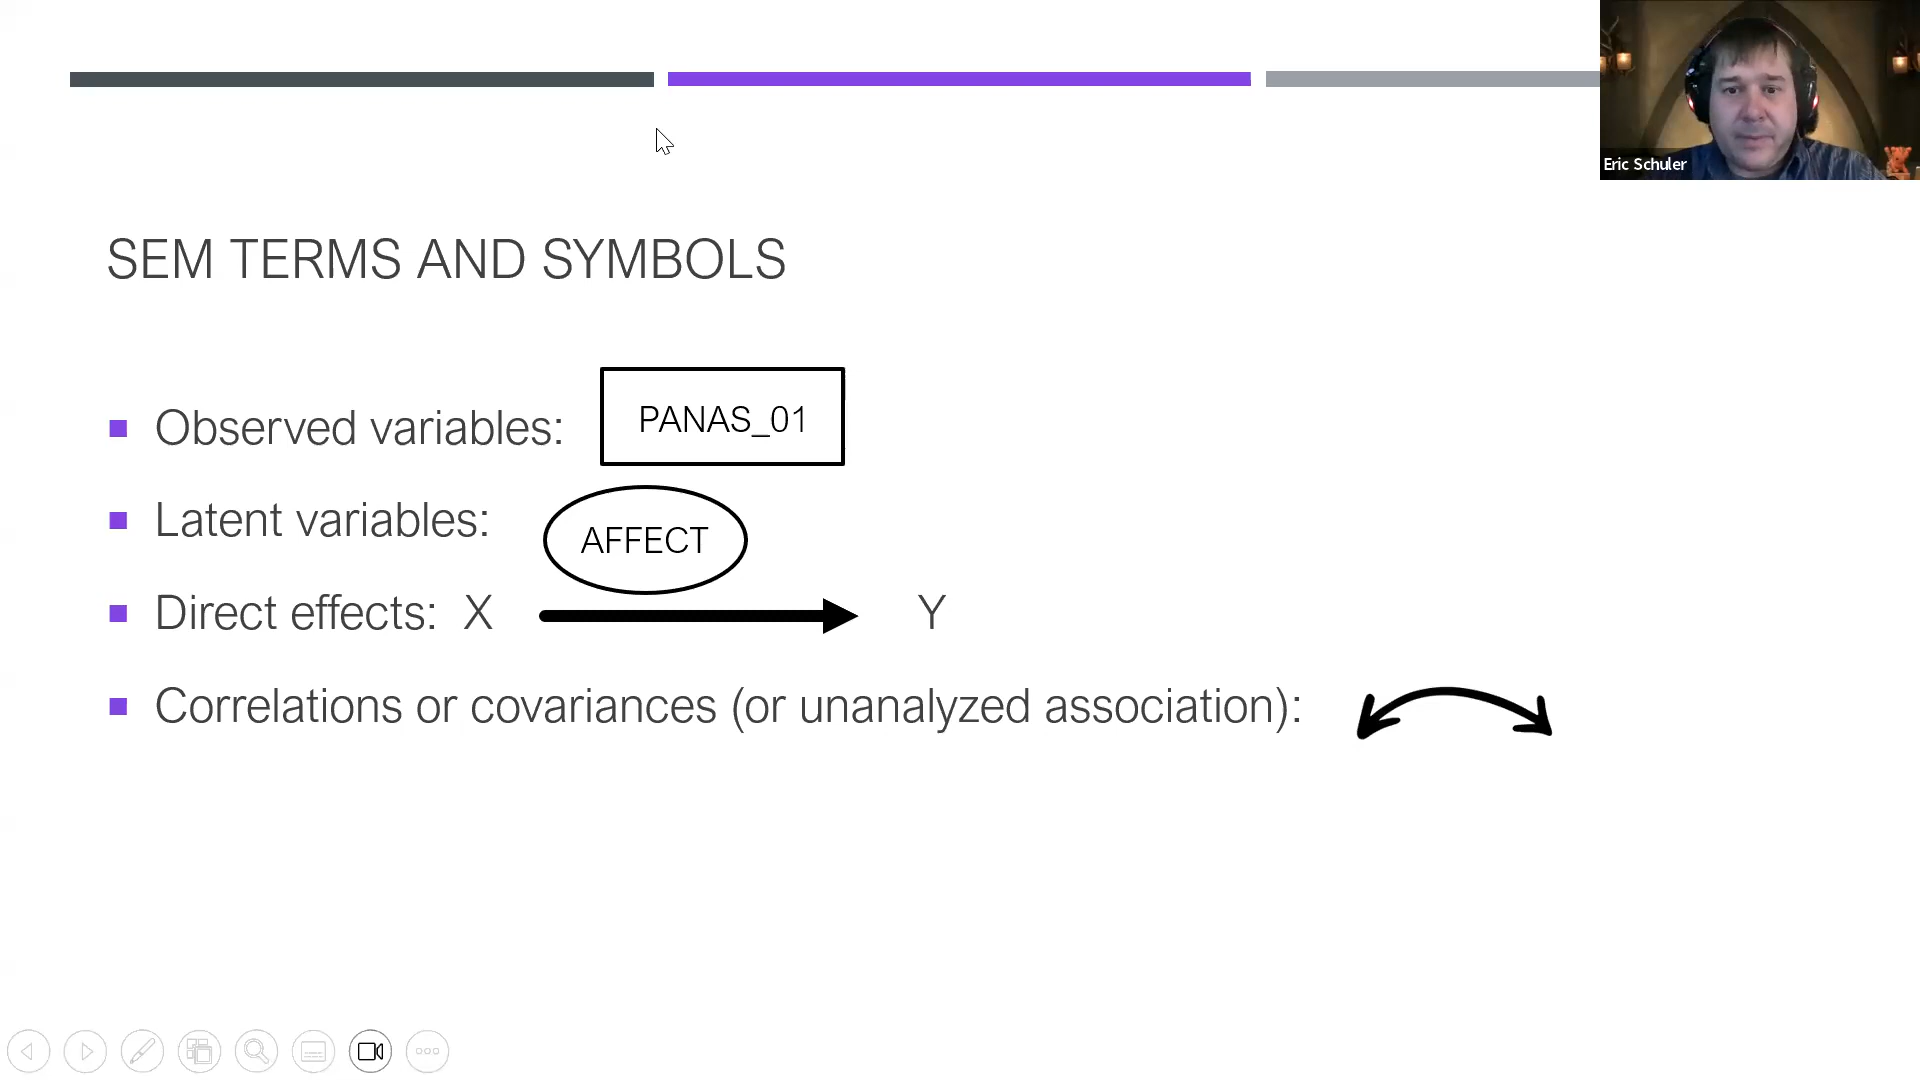 Eric Schuler
SEM TERMS AND SYMBOLS
Observed variables: PANAS_01
Latent variables: AFFECT
Direct effects: X Y
Correlations or covariances (or unanalyzed association):